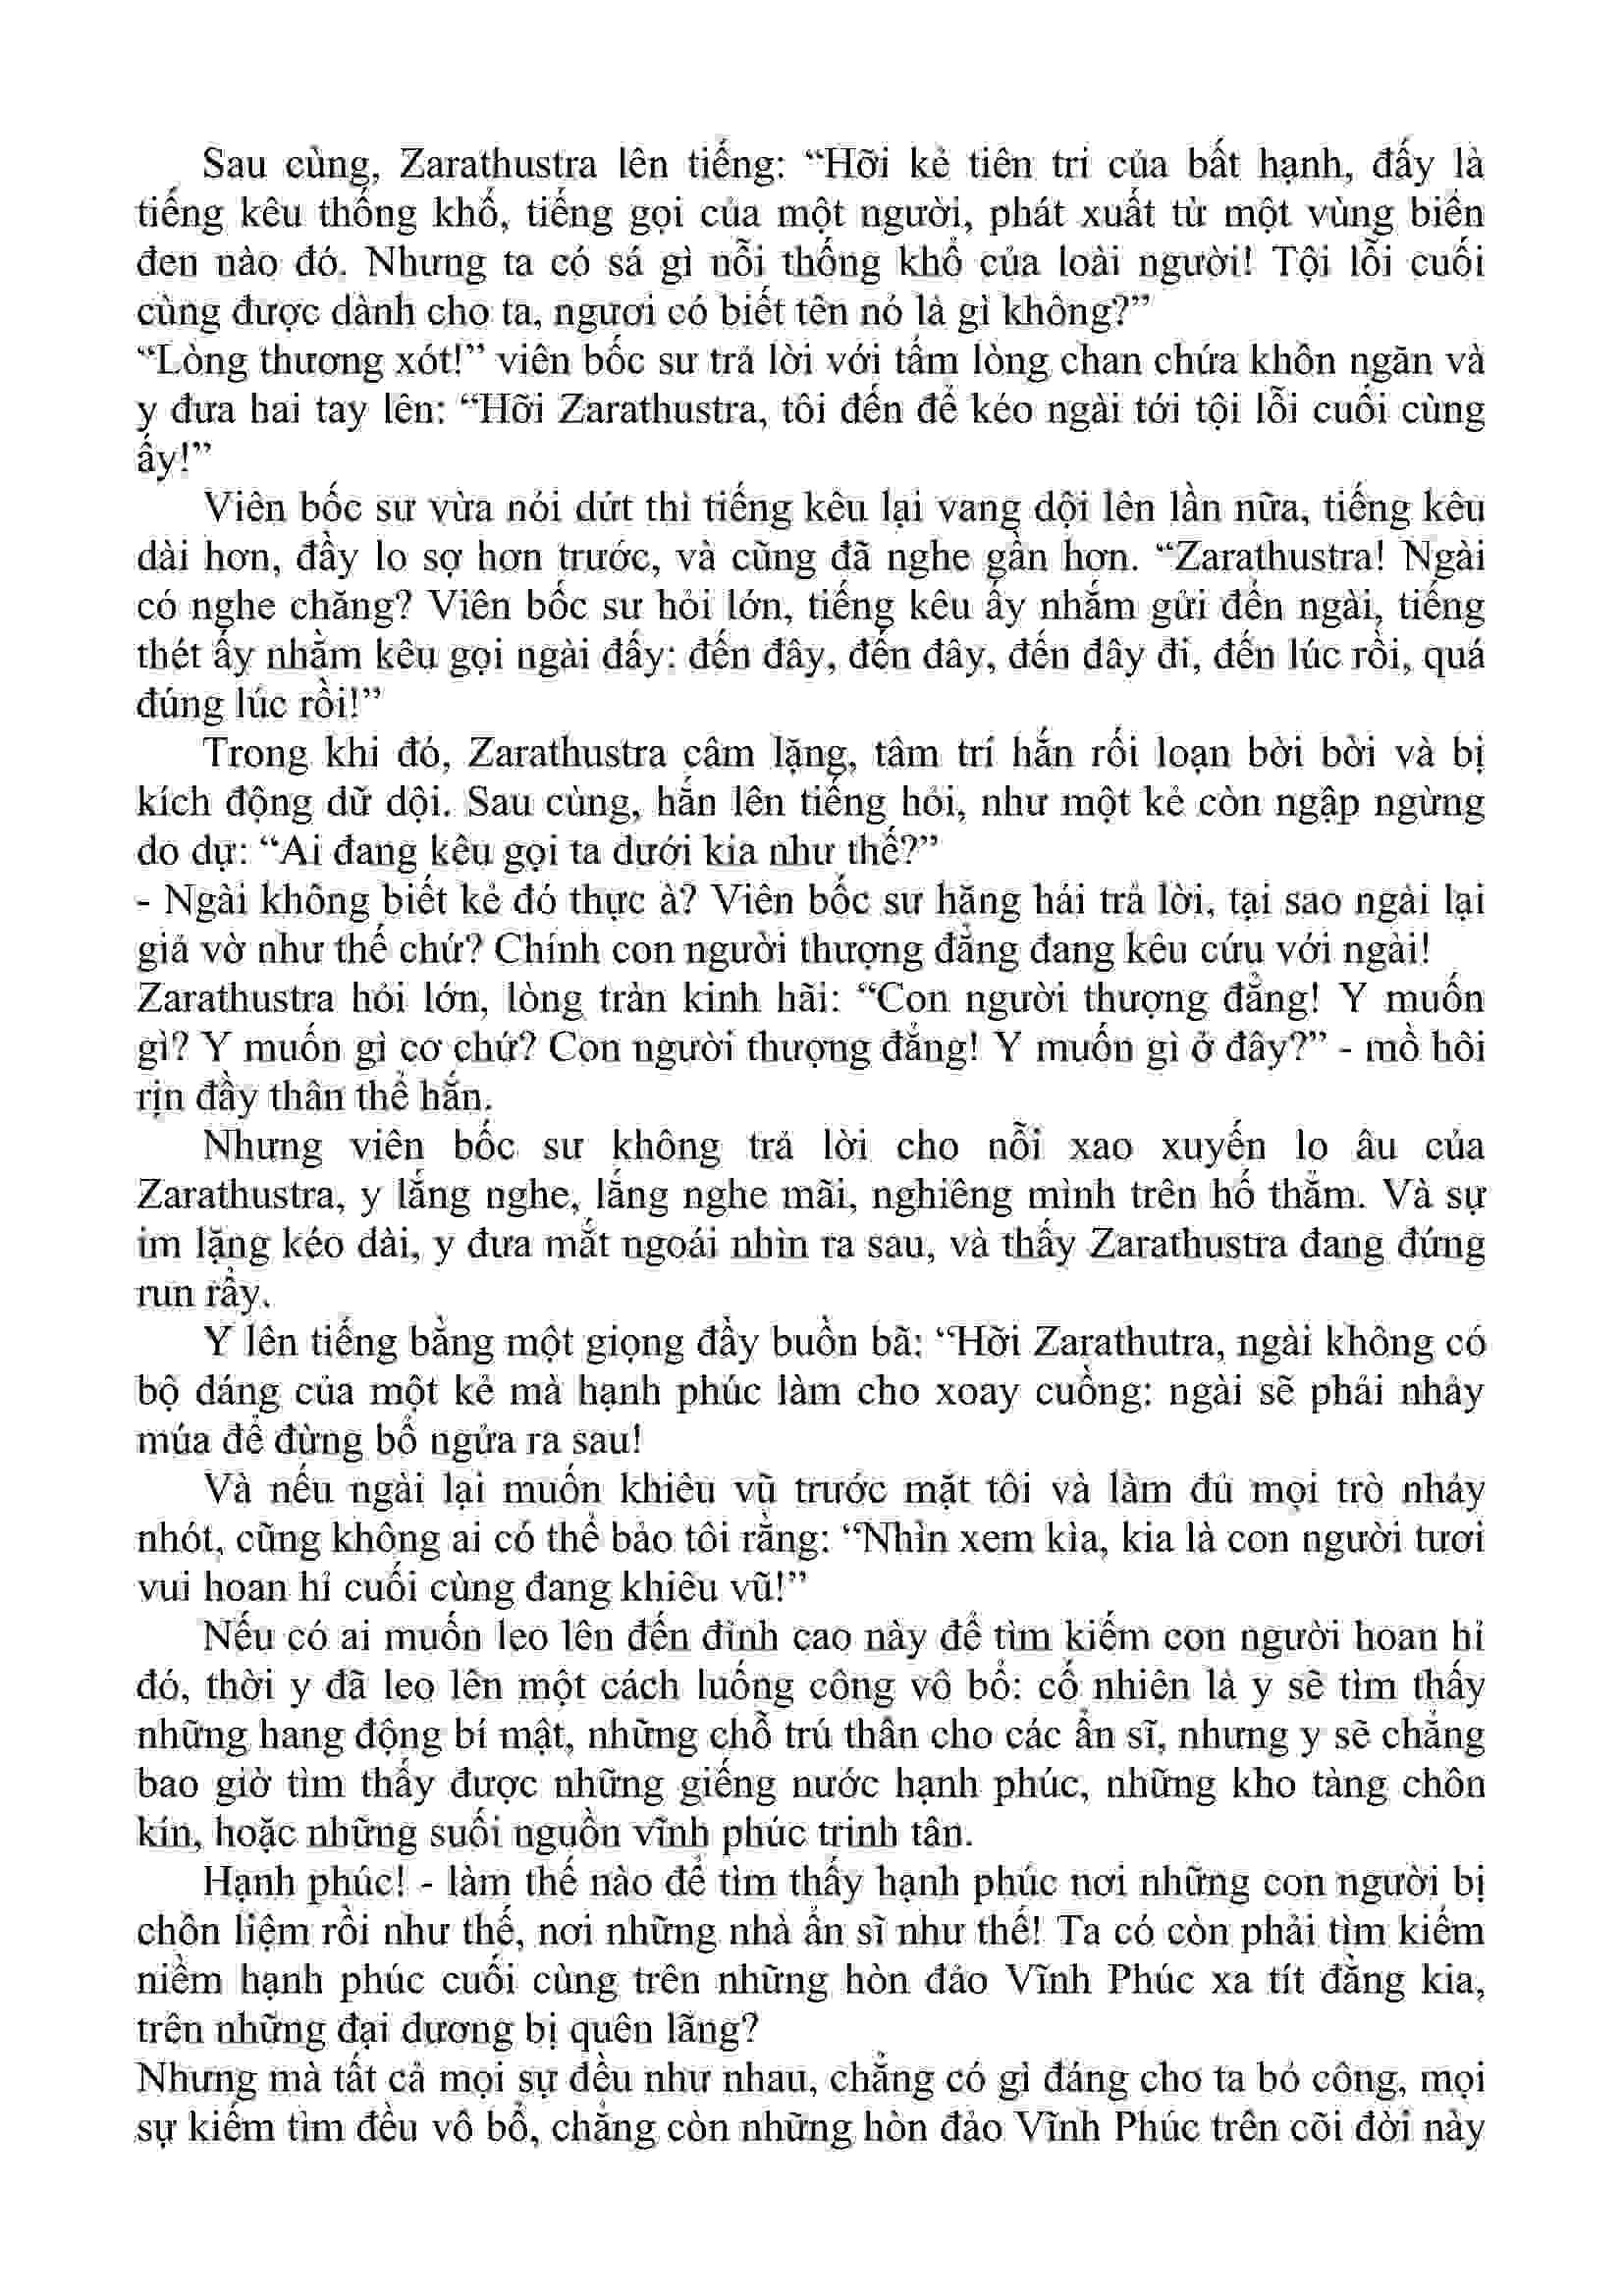 Sau cùng, Zarathustra lên tiếng: “Hỡi kẻ tiên tri của bất hạnh, đấy là
tiếng kêu thống khổ, tiếng gọi của một người, phát xuất từ một vùng biển
đen nào đó. Nhưng ta có sá gì nỗi thống khổ của loài người! Tội lỗi cuối
cùng được dành cho ta, ngươi có biết tên nó là gì không?”
“Lòng thương xót!” viên bốc sư trả lời với tấm lòng chan chứa khôn ngăn và
y đưa hai tay lên: “Hỡi Zarathustra, tôi đến để kéo ngài tới tội lỗi cuối cùng
ấy!”
Viên bốc sư vừa nói dứt thì tiếng kêu lại vang dội lên lần nữa, tiếng kêu
dài hơn, đầy lo sợ hơn trước, và cũng đã nghe gần hơn. “Zarathustra! Ngài
có nghe chăng? Viên bốc sư hỏi lớn, tiếng kêu ấy nhắm gửi đến ngài, tiếng
thét ấy nhằm kêu gọi ngài đấy: đến đây, đến đây, đến đây đi, đến lúc rồi, quá
đúng lúc rồi!”
Trong khi đó, Zarathustra câm lặng, tâm trí hắn rối loạn bời bời và bị
kích động dữ dội. Sau cùng, hắn lên tiếng hỏi, như một kẻ còn ngập ngừng
do dự: “Ai đang kêu gọi ta dưới kia như thế?”
- Ngài không biết kẻ đó thực à? Viên bốc sư hăng hái trả lời, tại sao ngài lại
giả vờ như thế chứ? Chính con người thượng đẳng đang kêu cứu với ngài!
Zarathustra hỏi lớn, lòng tràn kinh hãi: “Con người thượng đẳng! Y muốn
gì? Y muốn gì cơ chứ? Con người thượng đẳng! Y muốn gì ở đây?” - mồ hôi
rịn đầy thân thể hắn.
Nhưng viên bốc sư không trả lời cho nỗi xao xuyến lo âu của
Zarathustra, y lắng nghe, lắng nghe mãi, nghiêng mình trên hố thẳm. Và sự
im lặng kéo dài, y đưa mắt ngoái nhìn ra sau, và thấy Zarathustra đang đứng
run rẩy.
Y lên tiếng bằng một giọng đầy buồn bã: “Hỡi Zarathutra, ngài không có
bộ dáng của một kẻ mà hạnh phúc làm cho xoay cuồng: ngài sẽ phải nhảy
múa để đừng bổ ngửa ra sau!
Và nếu ngài lại muốn khiêu vũ trước mặt tôi và làm đủ mọi trò nhảy
nhót, cũng không ai có thể bảo tôi rằng: “Nhìn xem kìa, kia là con người tươi
vui hoan hỉ cuối cùng đang khiêu vũ!”
Nếu có ai muốn leo lên đến đỉnh cao này để tìm kiếm con người hoan hỉ
đó, thời y đã leo lên một cách luống công vô bổ: cố nhiên là y sẽ tìm thấy
những hang động bí mật, những chỗ trú thân cho các ẩn sĩ, nhưng y sẽ chẳng
bao giờ tìm thấy được những giếng nước hạnh phúc, những kho tàng chôn
kín, hoặc những suối nguồn vĩnh phúc trinh tân.
Hạnh phúc! - làm thế nào để tìm thấy hạnh phúc nơi những con người bị
chôn liệm rồi như thế, nơi những nhà ẩn sĩ như thế! Ta có còn phải tìm kiếm
niềm hạnh phúc cuối cùng trên những hòn đảo Vĩnh Phúc xa tít đằng kia,
trên những đại dương bị quên lãng?
Nhưng mà tất cả mọi sự đều như nhau, chẳng có gì đáng cho ta bỏ công, mọi
sự kiếm tìm đều vô bổ, chẳng còn những hòn đảo Vĩnh Phúc trên cõi đời này